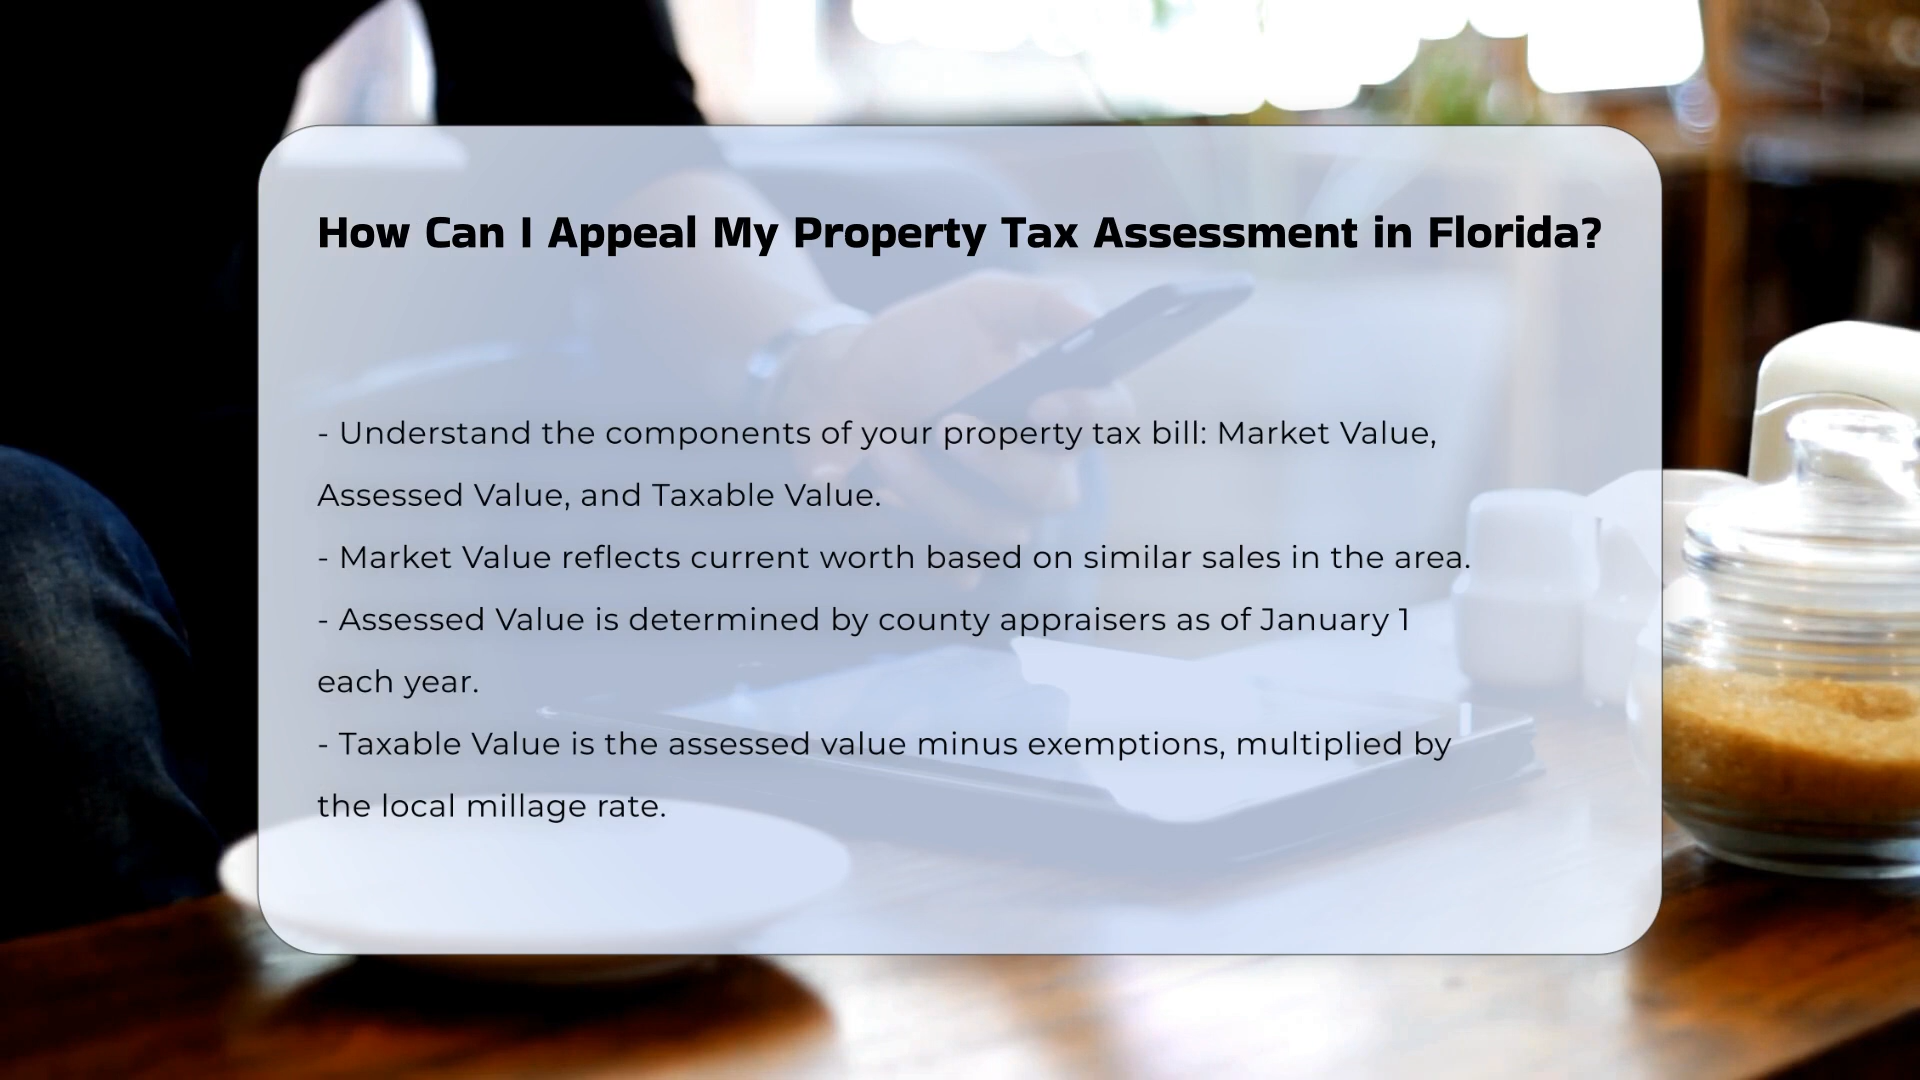 How Can I Appeal My Property Tax Assessment in Florida?
- Understand the components of your property tax bill: Market Value,
Assessed Value, and Taxable Value.
- Market Value reflects current worth based on similar sales in the area.
- Assessed Value is determined by county appraisers as of January 1
each year.
- Taxable Value is the assessed value minus exemptions, multiplied by
the local millage rate.